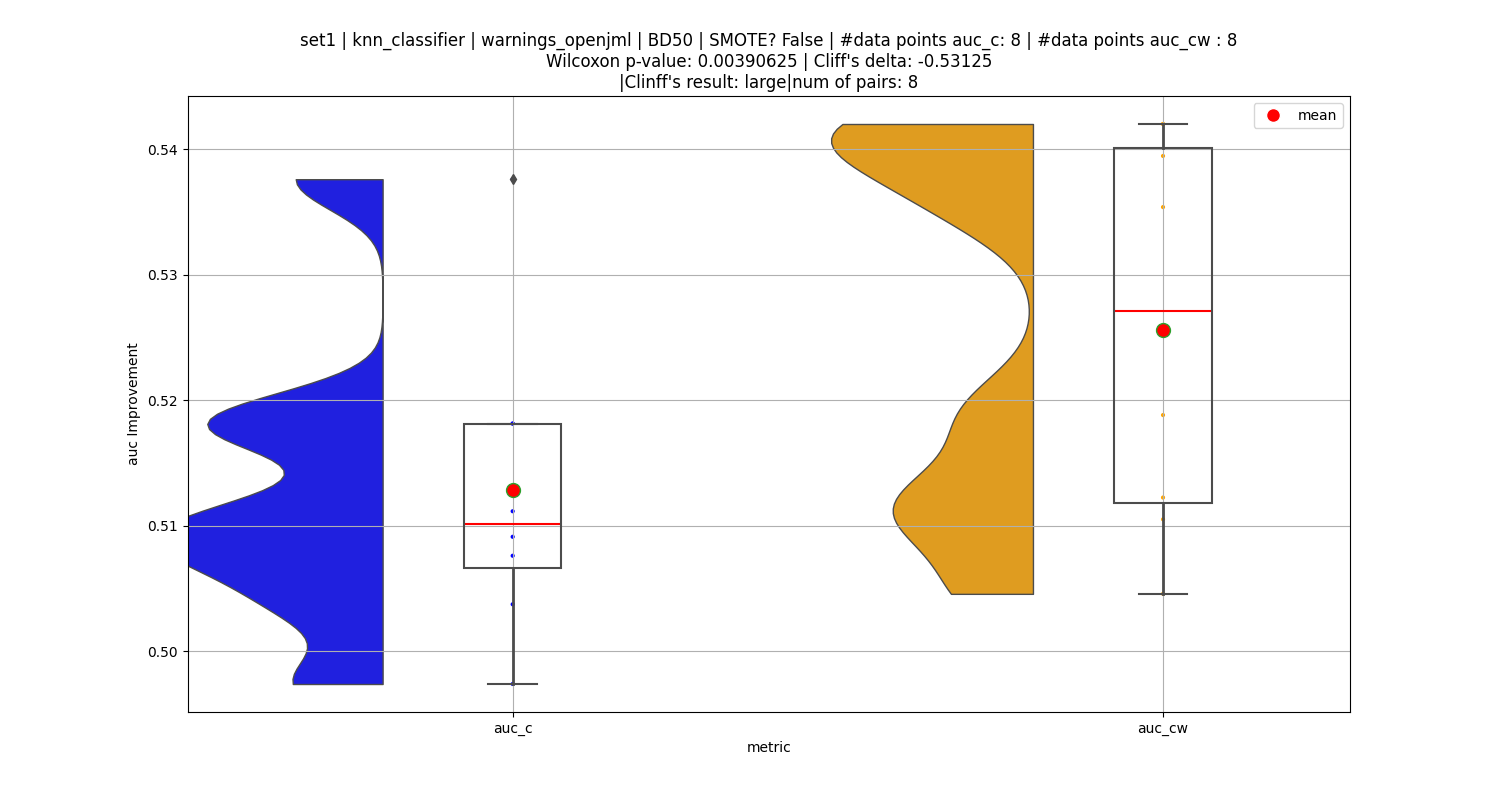 set1 | knn_classifier | warnings_openjml | BD50 | SMOTE? False | #data points auc_c: 8 | #data points auc_cw : 8
Wilcoxon p-value: 0.00390625 | Cliff's delta: -0.53125
|Clinff's result: large|num of pairs: 8
mean
0.54
0.53
0.52
0.51
0.50
auc Improvement
auc_c
auc_cw
metric